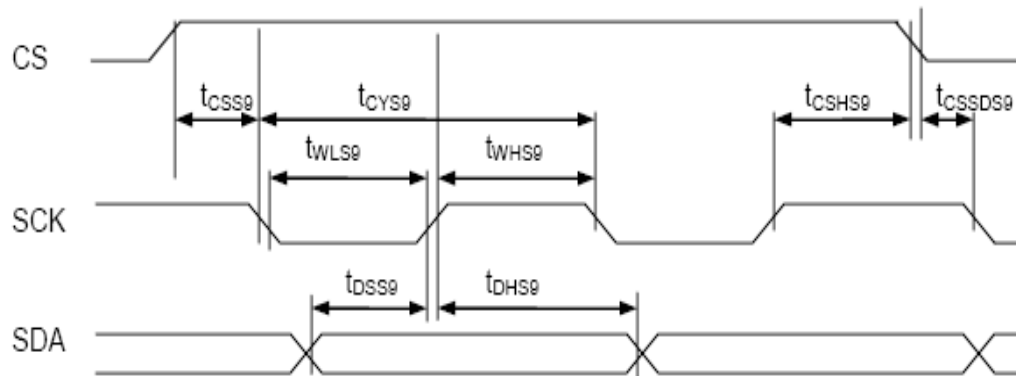 CS
tCSS9
tCYS9
tCSHS9
tCSSDS9
tWLS9
tWHS9
SCK
tDSS9
tDHS9
SDA